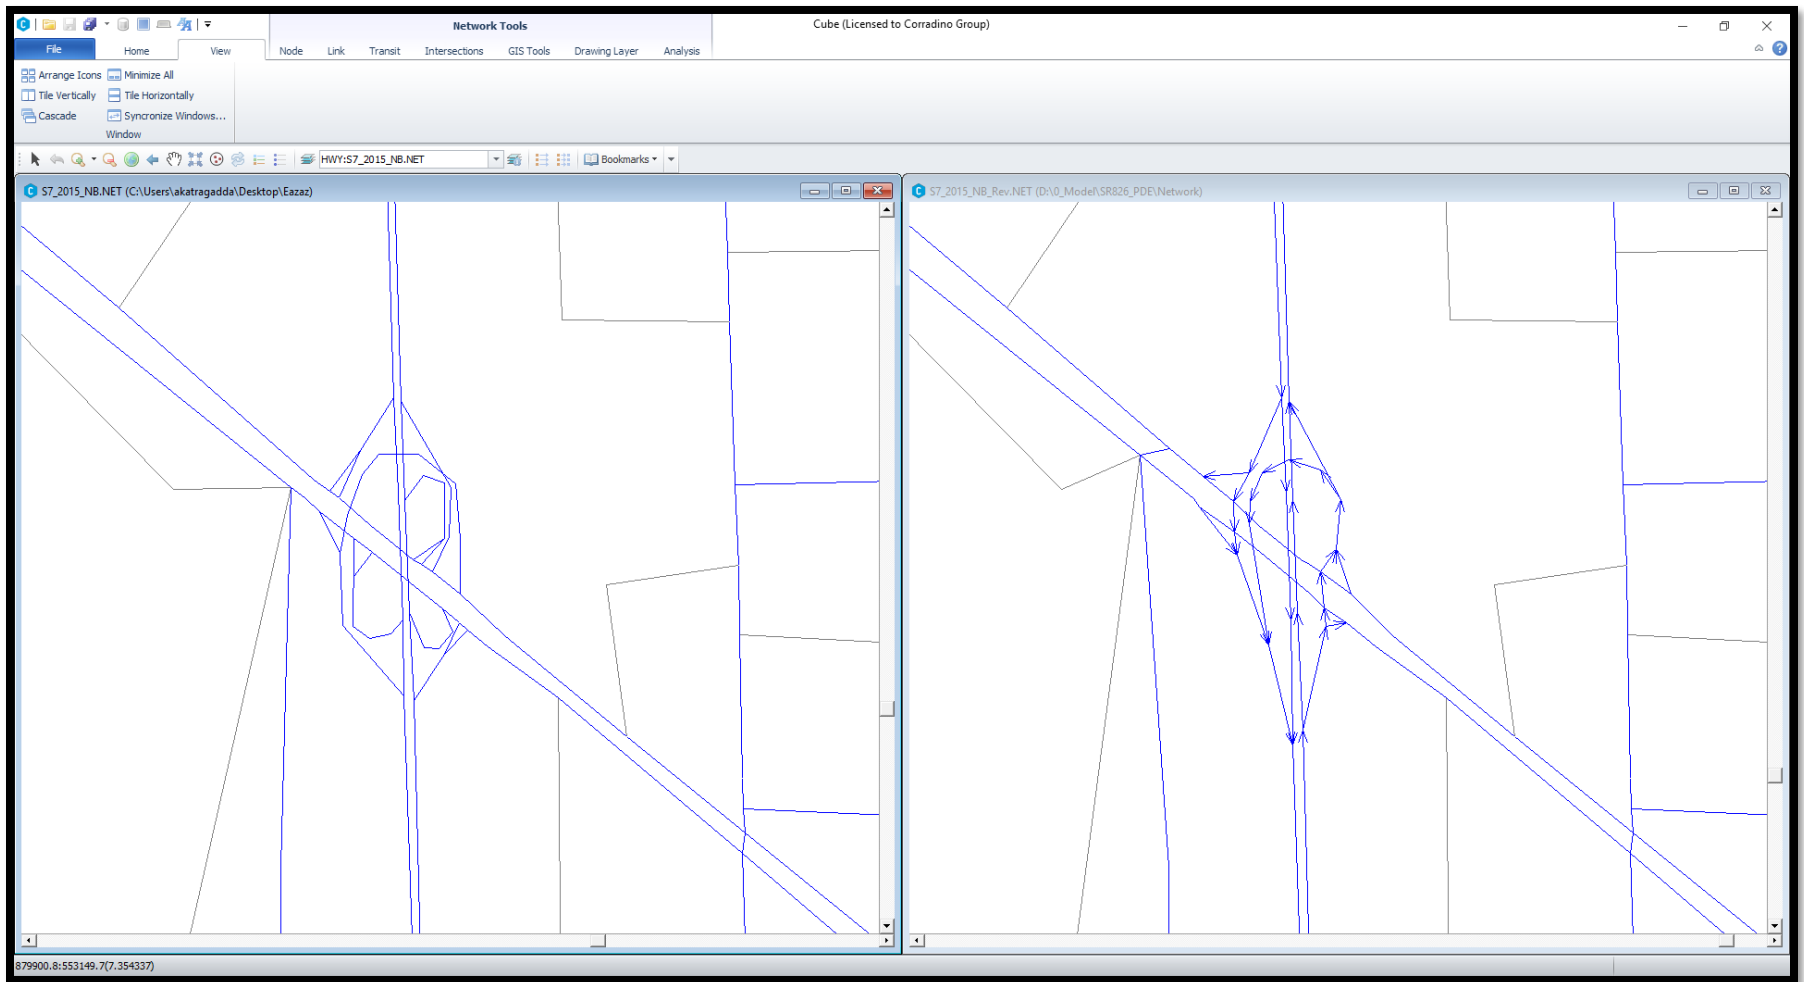 Network Tools
Cube (Licensed to Corradino Group)
File Home View Node Link Transit Intersections GIS Tools Drawing Layer Analysis
Arrange Icons Minimize All
Tile Vertically Tile Horizontally
Cascade Syncronize Windows...
Window
HWY:S7_2015_NB.NET Bookmarks
S7_2015_NB.NET (C:\Users\akatragadda\Desktop\Eazaz)
S7_2015_NB_Rev.NET (D:\0_Model\SR826_PDE\Network)
879900.8:553149.7(7.354337)